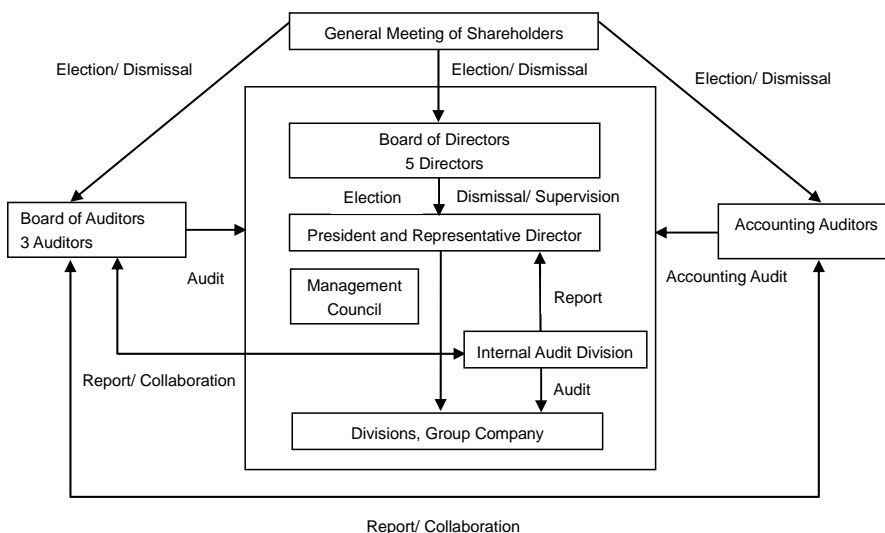 General Meeting of Shareholders
Election/ Dismissal
Election/ Dismissal
Election/ Dismissal
Board of Directors
5 Directors
Election
Dismissal/ Supervision
Board of Auditors
3 Auditors
President and Representative Director
Accounting Auditors
Audit
Accounting Audit
Management
Council
Report
Internal Audit Division
Report/ Collaboration
Audit
Divisions, Group Company
Report/ Collaboration